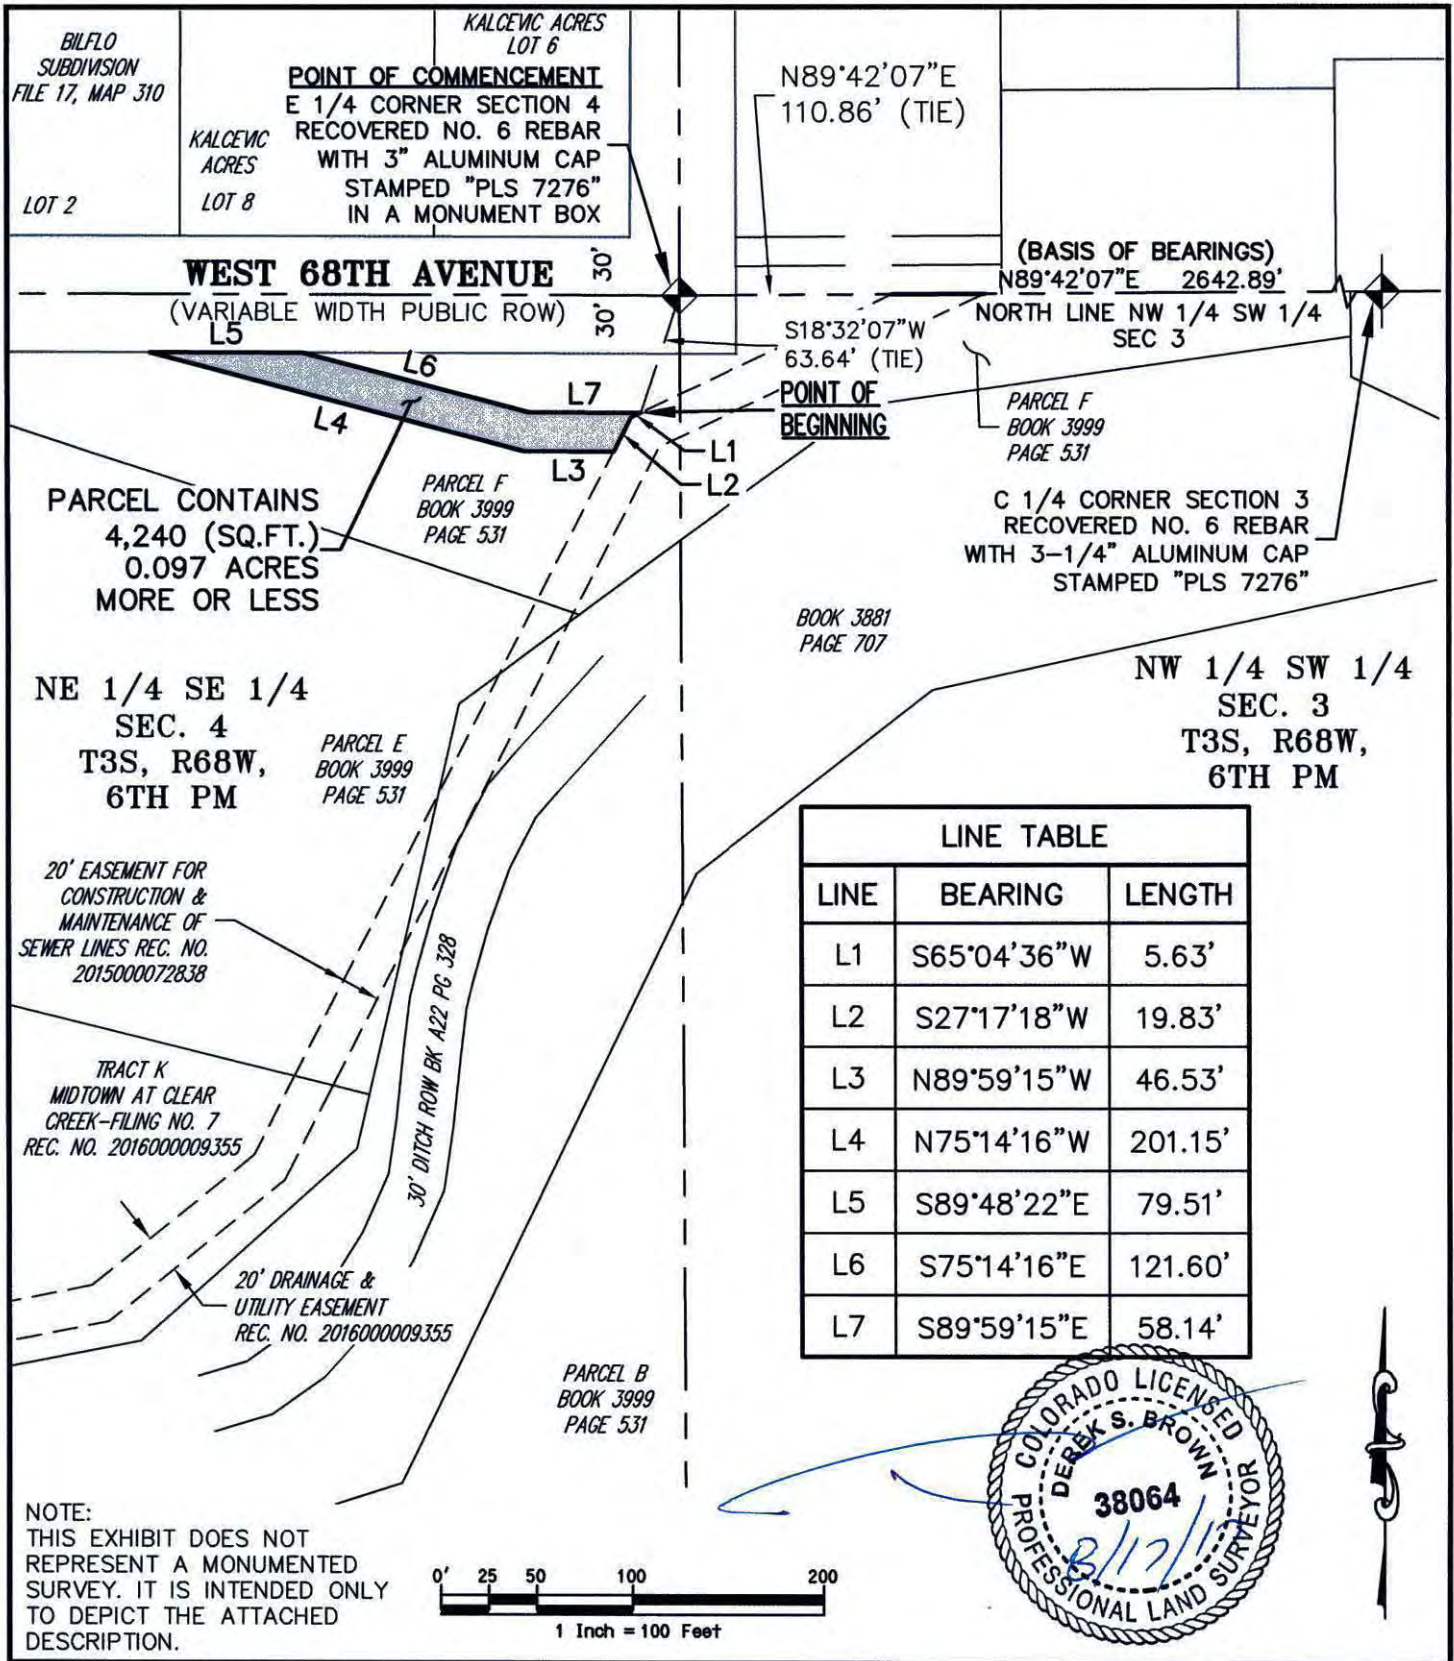 BILFLO
SUBDIVISION
FILE 17, MAP 310
LOT 2
KALCEVIC
ACRES
LOT 8
KALCEVIC ACRES
LOT 6
POINT OF COMMENCEMENT
E 1/4 CORNER SECTION 4
RECOVERED NO. 6 REBAR
WITH 3" ALUMINUM CAP
STAMPED "PLS 7276"
IN A MONUMENT BOX
N89°42'07"E
110.86' (TIE)
WEST 68TH AVENUE
(VARIABLE WIDTH PUBLIC ROW)
30'
30'
(BASIS OF BEARINGS)
N89°42'07"E 2642.89'
NORTH LINE NW 1/4 SW 1/4
SEC 3
S18°32'07"W
63.64' (TIE)
POINT OF
BEGINNING
L5
L6
L7
L4
L3
L1
L2
PARCEL F
BOOK 3999
PAGE 531
PARCEL CONTAINS
4,240 (SQ.FT.)
0.097 ACRES
MORE OR LESS
PARCEL F
BOOK 3999
PAGE 531
C 1/4 CORNER SECTION 3
RECOVERED NO. 6 REBAR
WITH 3-1/4" ALUMINUM CAP
STAMPED "PLS 7276"
BOOK 3881
PAGE 707
NE 1/4 SE 1/4
SEC. 4
T3S, R68W,
6TH PM
NW 1/4 SW 1/4
SEC. 3
T3S, R68W,
6TH PM
PARCEL E
BOOK 3999
PAGE 531
20' EASEMENT FOR
CONSTRUCTION &
MAINTENANCE OF
SEWER LINES REC. NO.
2015000072838
30' DITCH ROW BK A22 PG 328
TRACT K
MIDTOWN AT CLEAR
CREEK-FILING NO. 7
REC. NO. 2016000009355
20' DRAINAGE &
UTILITY EASEMENT
REC. NO. 2016000009355
PARCEL B
BOOK 3999
PAGE 531
LINE TABLE
LINE BEARING LENGTH
L1 S65°04'36"W 5.63'
L2 S27°17'18"W 19.83'
L3 N89°59'15"W 46.53'
L4 N75°14'16"W 201.15'
L5 S89°48'22"E 79.51'
L6 S75°14'16"E 121.60'
L7 S89°59'15"E 58.14'
COLORADO LICENSED
DEREK S. BROWN
38064
PROFESSIONAL LAND SURVEYOR
NOTE:
THIS EXHIBIT DOES NOT
REPRESENT A MONUMENTED
SURVEY. IT IS INTENDED ONLY
TO DEPICT THE ATTACHED
DESCRIPTION.
0' 25 50 100 200
1 Inch = 100 Feet